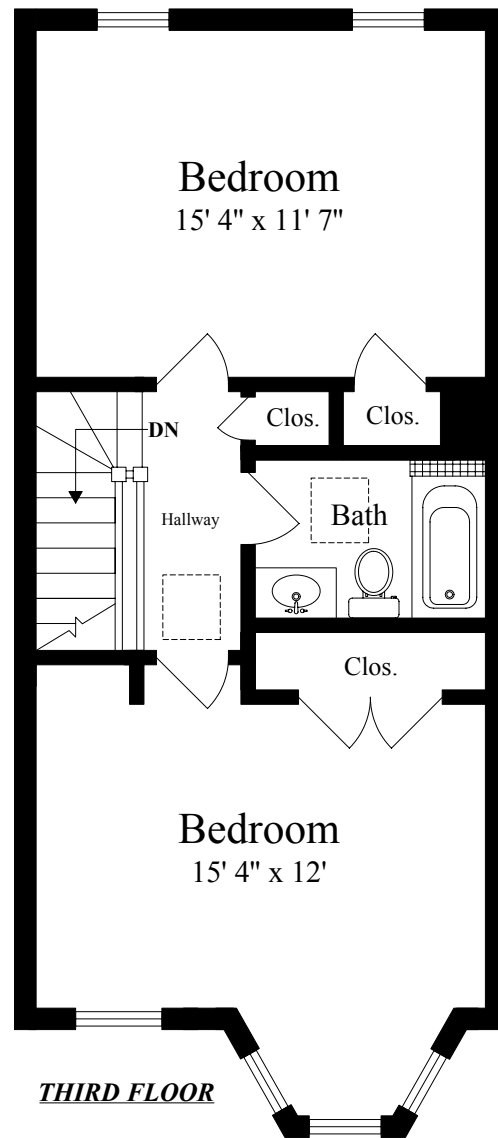 Bedroom
15' 4" x 11' 7"
DN
Clos.
Clos.
Hallway
Bath
Clos.
Bedroom
15' 4" x 12'
THIRD FLOOR